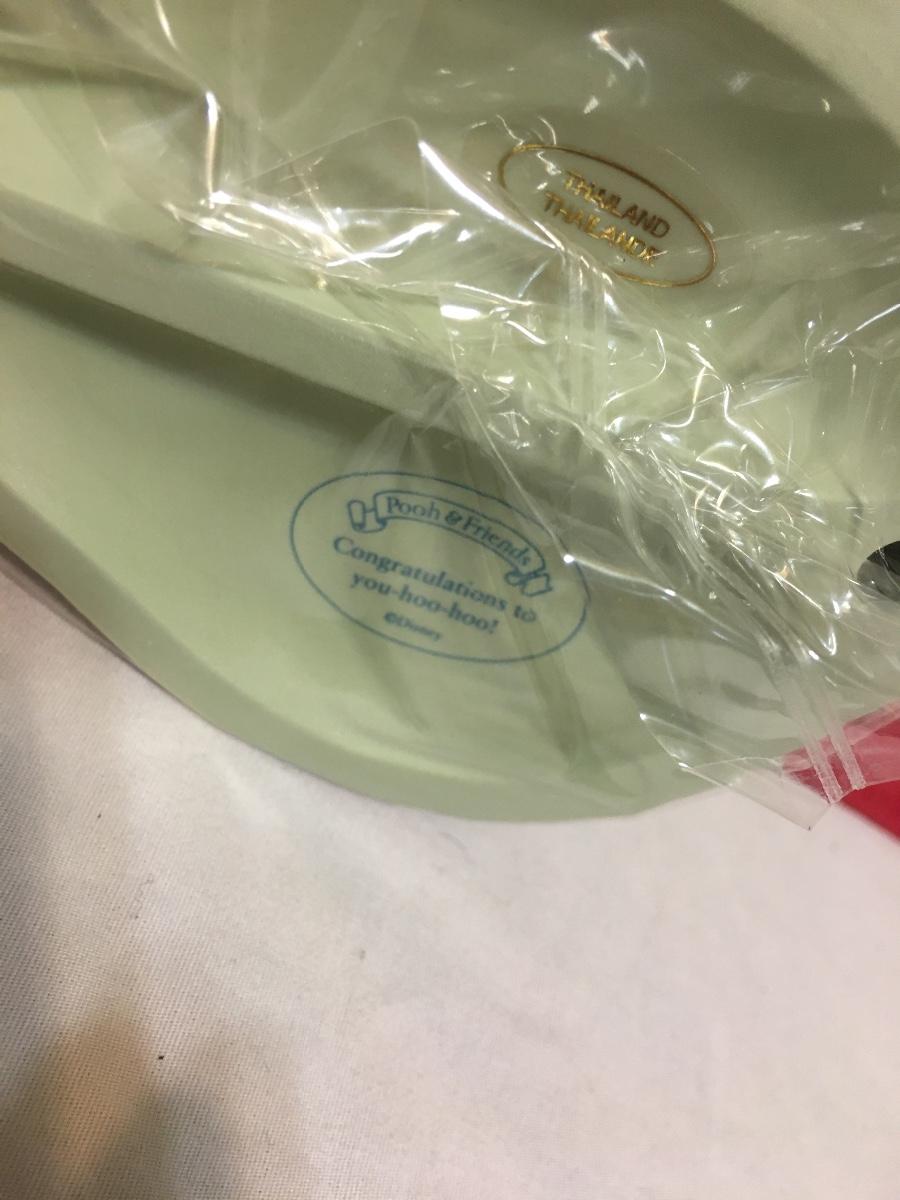 THAILAND
THAILANDE
Pooh & Friends
Congratulations to
you-hoo-hoo!
©Disney